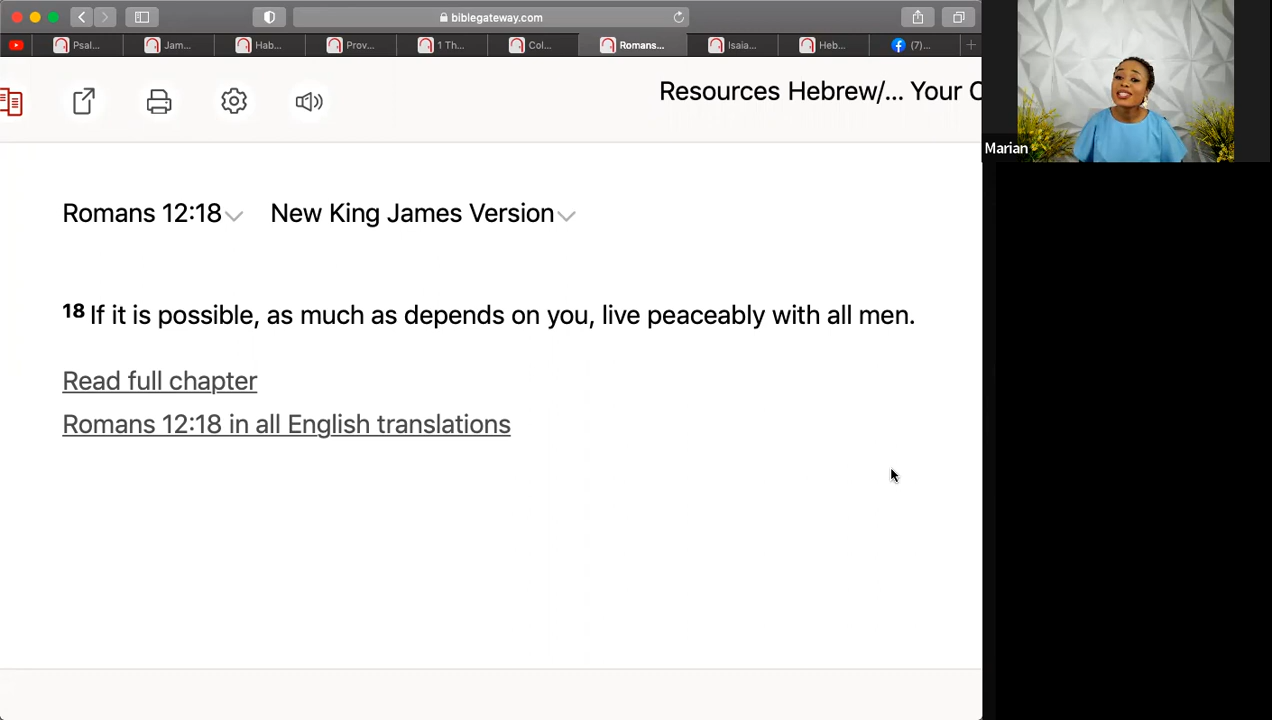 biblegateway.com
Psal... Jam... Hab... Prov... 1 Th... Col... Romans... Isaia... Heb... (7)...
Resources Hebrew/... Your C
Marian
Romans 12:18 New King James Version
18 If it is possible, as much as depends on you, live peaceably with all men.
Read full chapter
Romans 12:18 in all English translations